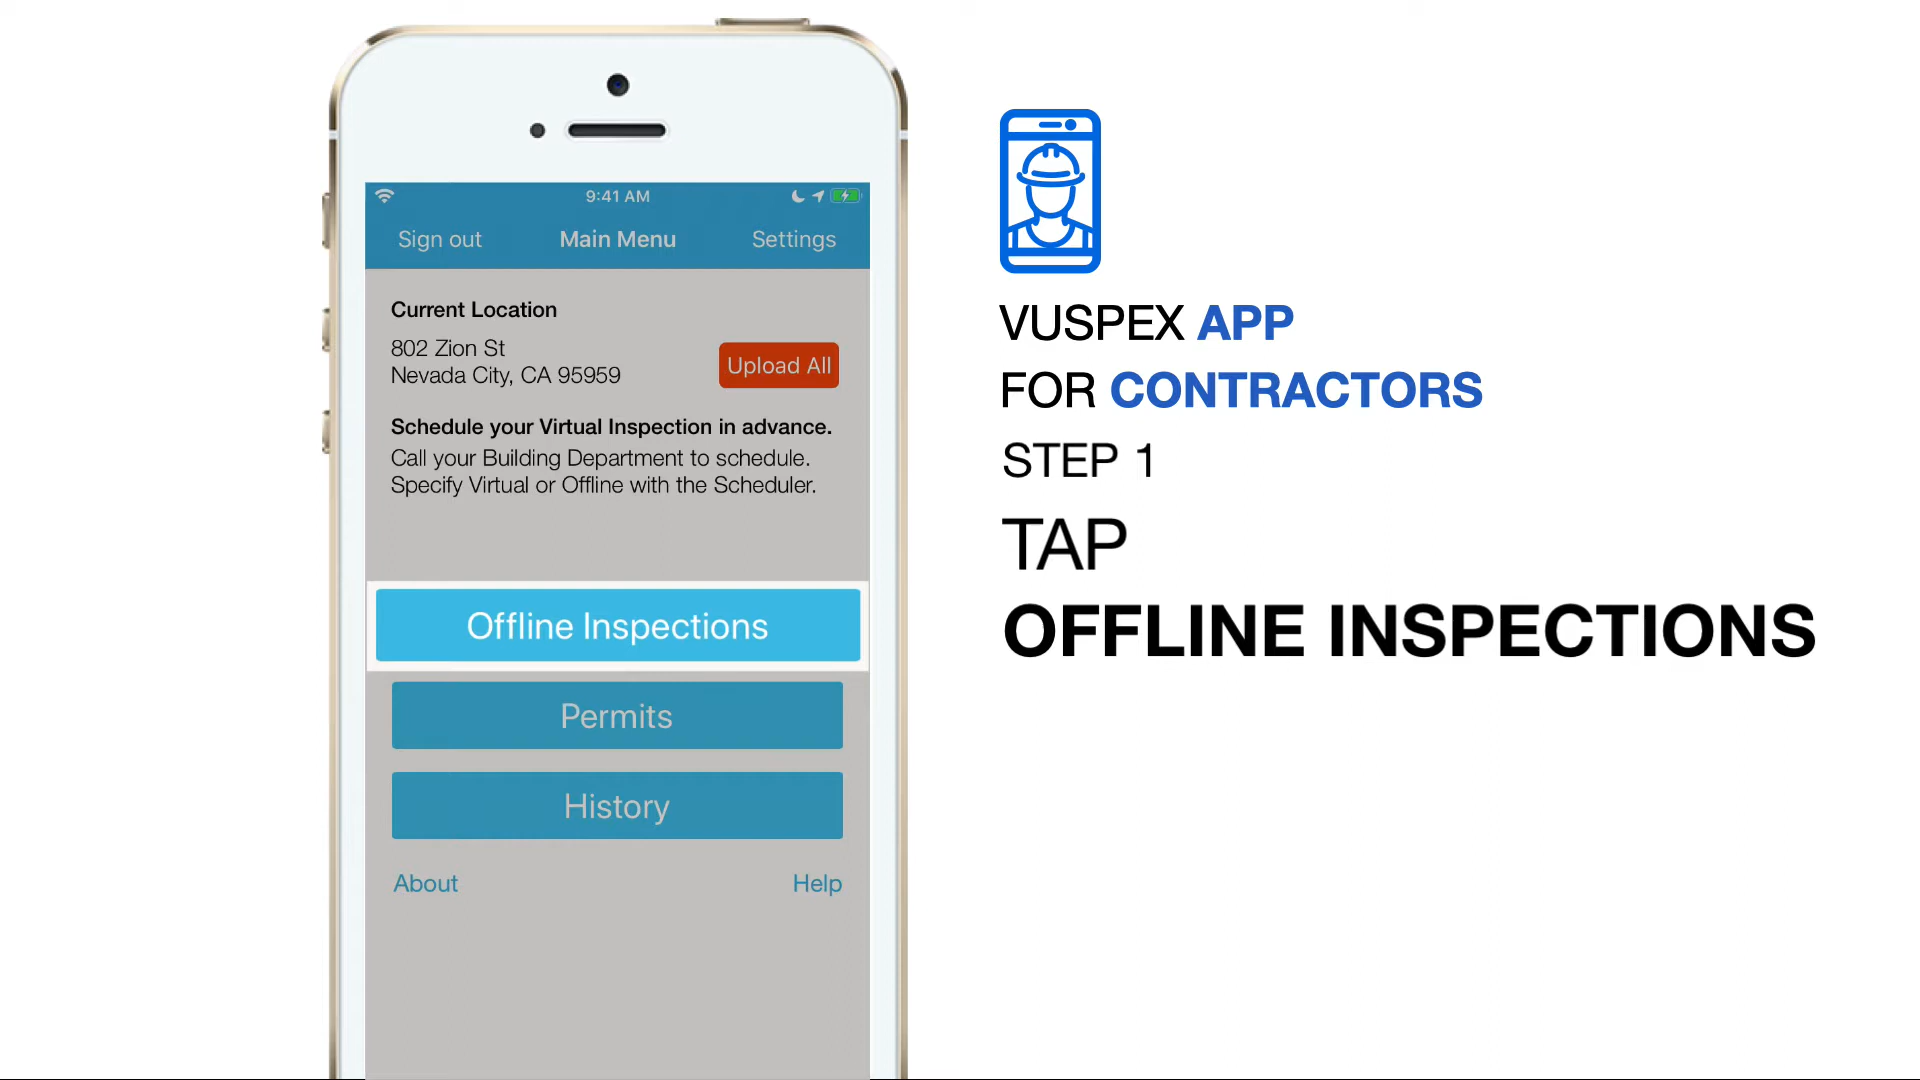 9:41 AM
Sign out Main Menu Settings
Current Location
802 Zion St
Nevada City, CA 95959
Upload All
Schedule your Virtual Inspection in advance.
Call your Building Department to schedule.
Specify Virtual or Offline with the Scheduler.
Offline Inspections
Permits
History
About Help
VUSPEX APP
FOR CONTRACTORS
STEP 1
TAP
OFFLINE INSPECTIONS